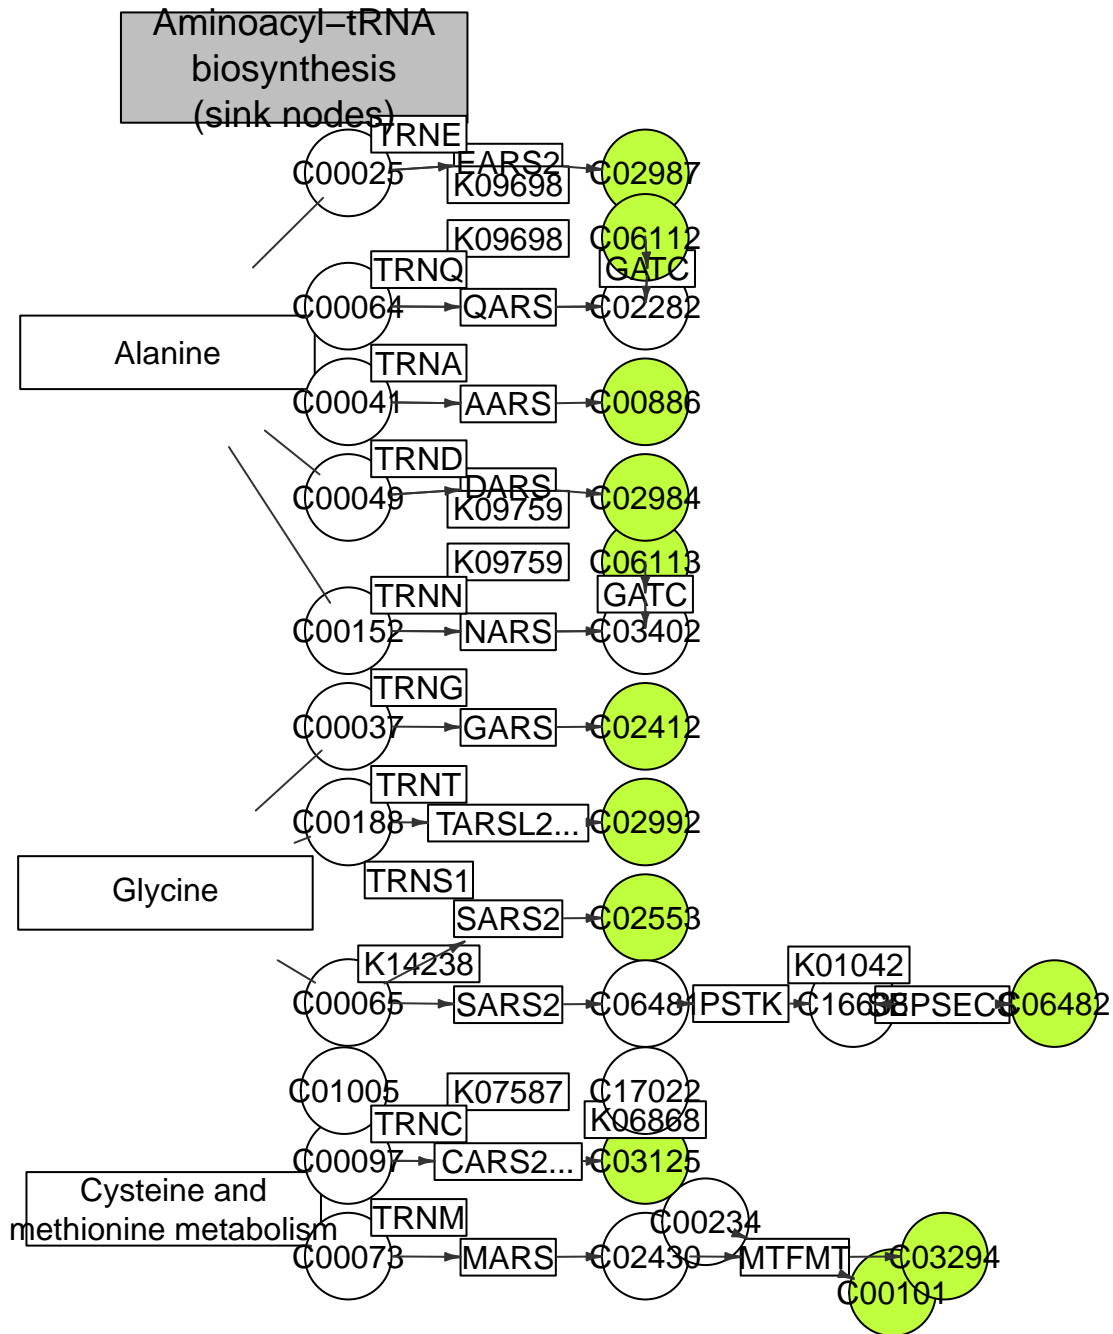 Aminoacyl−tRNA
biosynthesis
(sink nodes)
TRNE
C00025
EARS2
C02987
K09698
K09698
C06112
TRNQ
GATC
C00064
QARS
C02282
Alanine
TRNA
C00041
AARS
C00886
TRND
C00049
DARS
C02984
K09759
K09759
C06113
TRNN
GATC
C00152
NARS
C03402
TRNG
C00037
GARS
C02412
TRNT
C00188
TARSL2...
C02992
Glycine
TRNS1
SARS2
C02553
K14238
K01042
C00065
SARS2
C06481
PSTK
SEPSECS
C06482
C01005
K07587
C17022
TRNC
K06868
C00097
CARS2...
C03125
Cysteine and
methionine metabolism
TRNM
C00234
C00073
MARS
C02430
MTFMT
C03294
C00101